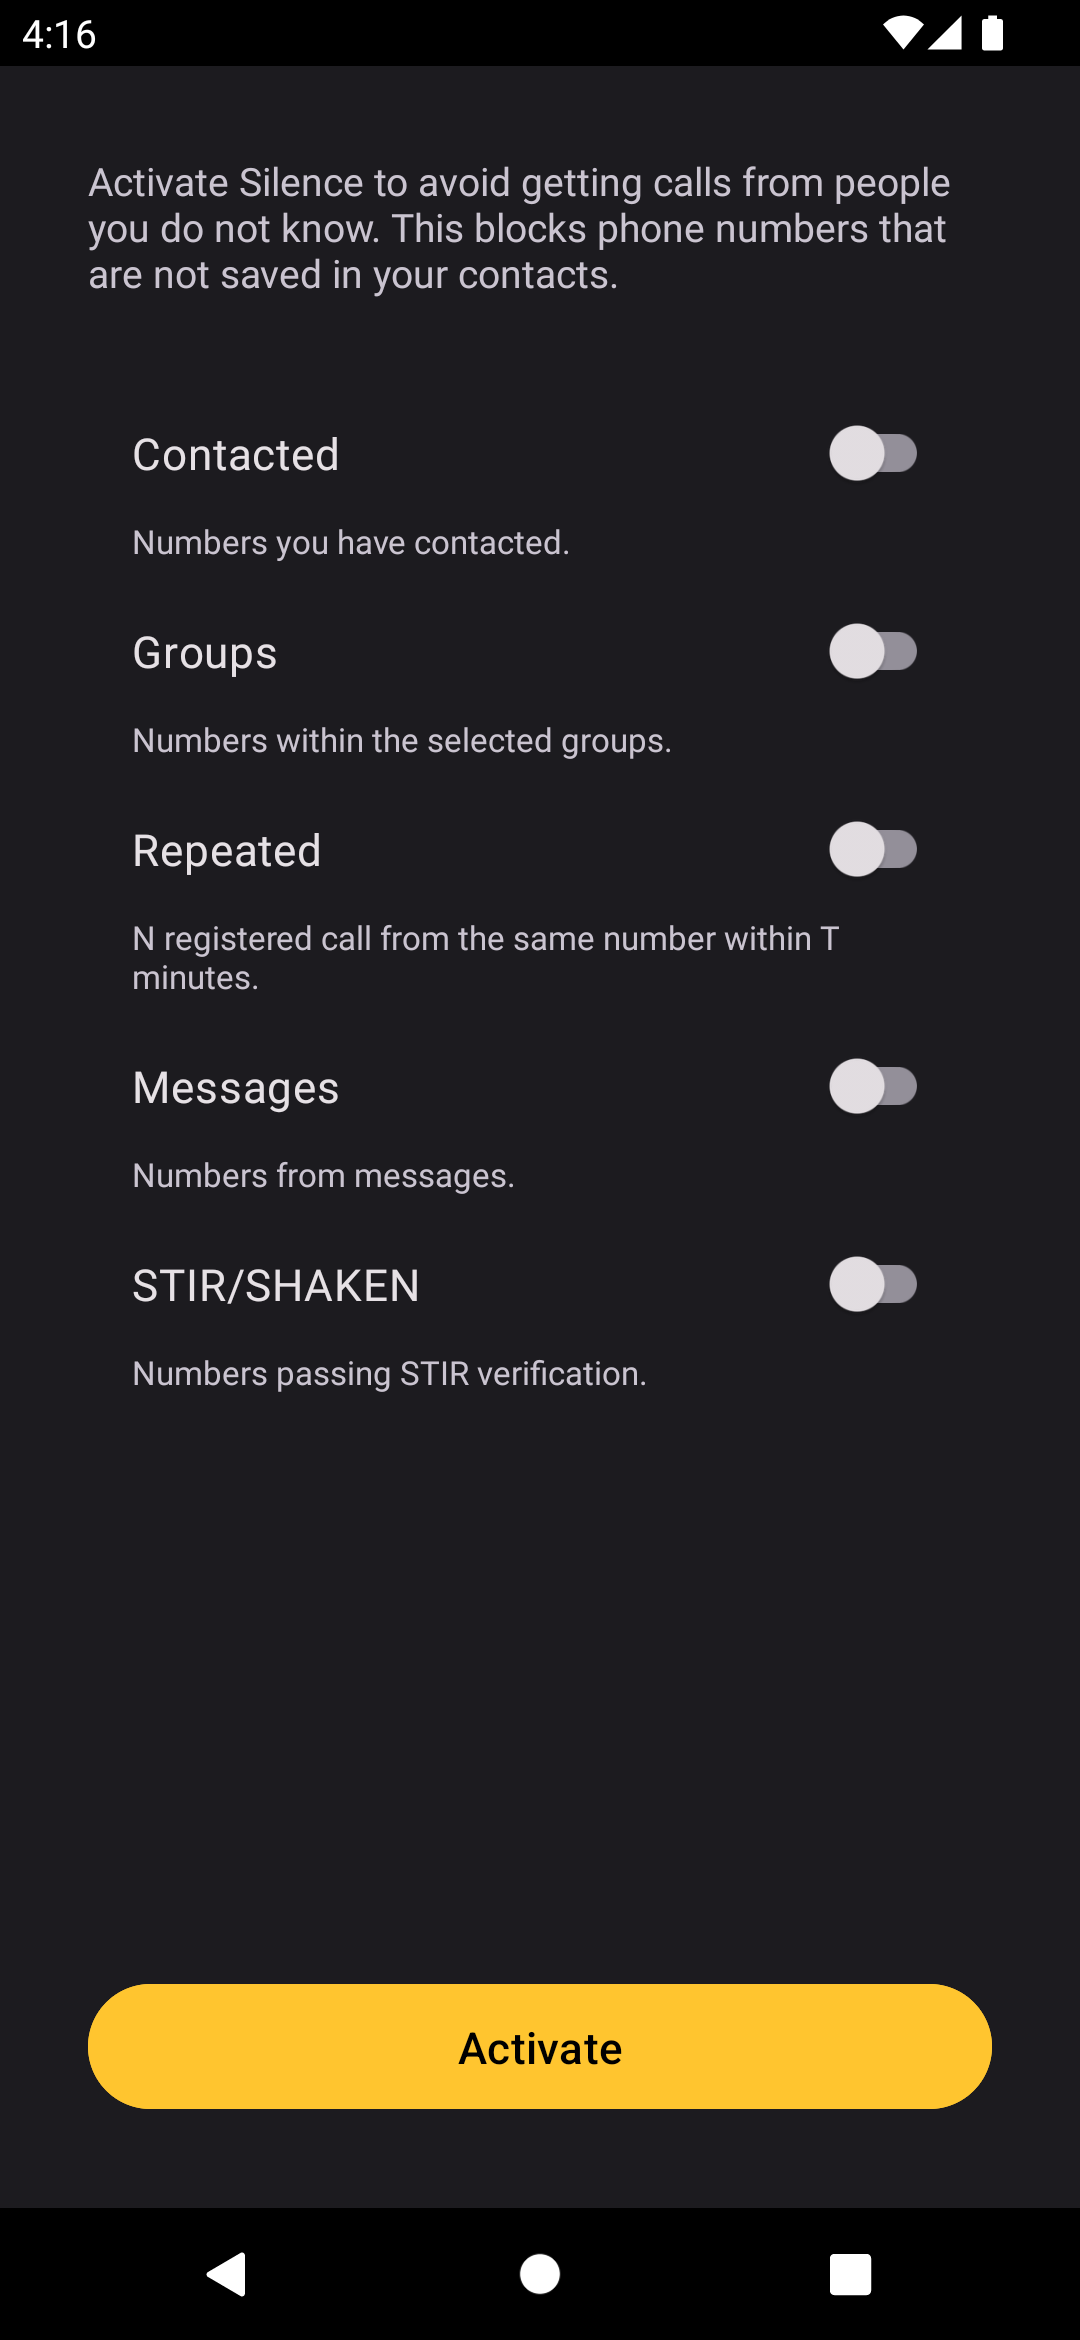 4:16
Activate Silence to avoid getting calls from people
you do not know. This blocks phone numbers that
are not saved in your contacts.
Contacted
Numbers you have contacted.
Groups
Numbers within the selected groups.
Repeated
N registered call from the same number within T
minutes.
Messages
Numbers from messages.
STIR/SHAKEN
Numbers passing STIR verification.
Activate